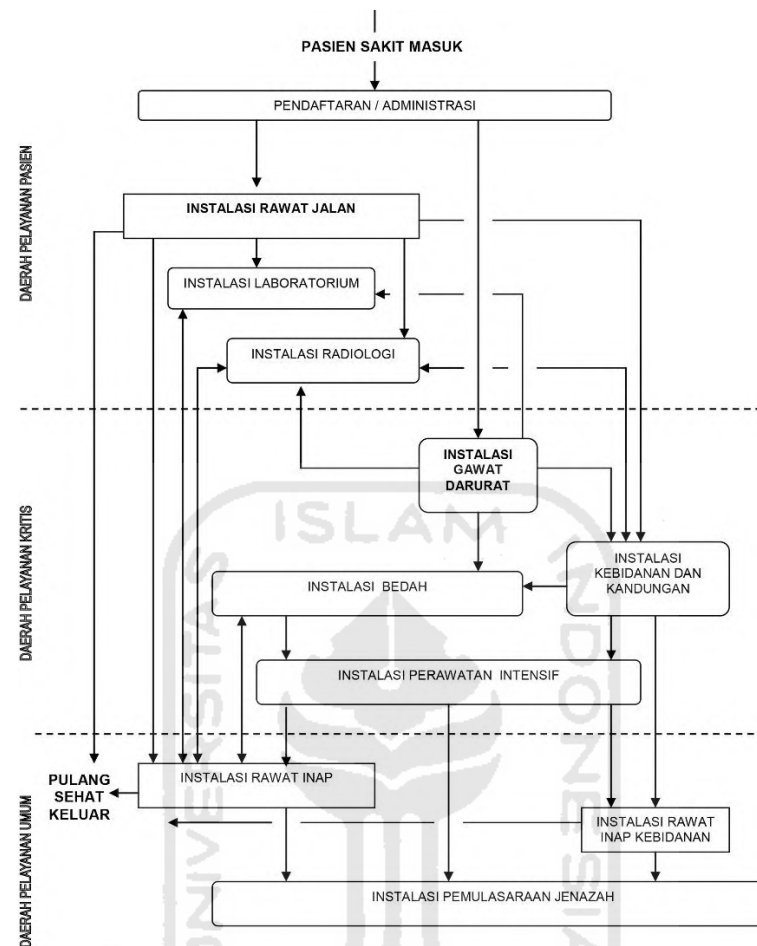 PASIEN SAKIT MASUK
PENDAFTARAN / ADMINISTRASI
DAERAH PELAYANAN PASIEN
INSTALASI RAWAT JALAN
INSTALASI LABORATORIUM
INSTALASI RADIOLOGI
DAERAH PELAYANAN KRITIS
INSTALASI
GAWAT
DARURAT
INSTALASI
KEBIDANAN DAN
KANDUNGAN
INSTALASI BEDAH
INSTALASI PERAWATAN INTENSIF
DAERAH PELAYANAN UMUM
PULANG
SEHAT
KELUAR
INSTALASI RAWAT INAP
INSTALASI RAWAT
INAP KEBIDANAN
INSTALASI PEMULASARAAN JENAZAH
UNIVERSITAS
ISLAM
INDONESIA